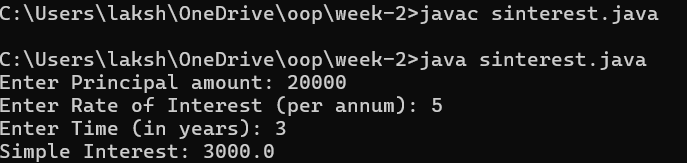 C:\Users\laksh\OneDrive\oop\week-2>javac sinterest.java
C:\Users\laksh\OneDrive\oop\week-2>java sinterest.java
Enter Principal amount: 20000
Enter Rate of Interest (per annum): 5
Enter Time (in years): 3
Simple Interest: 3000.0